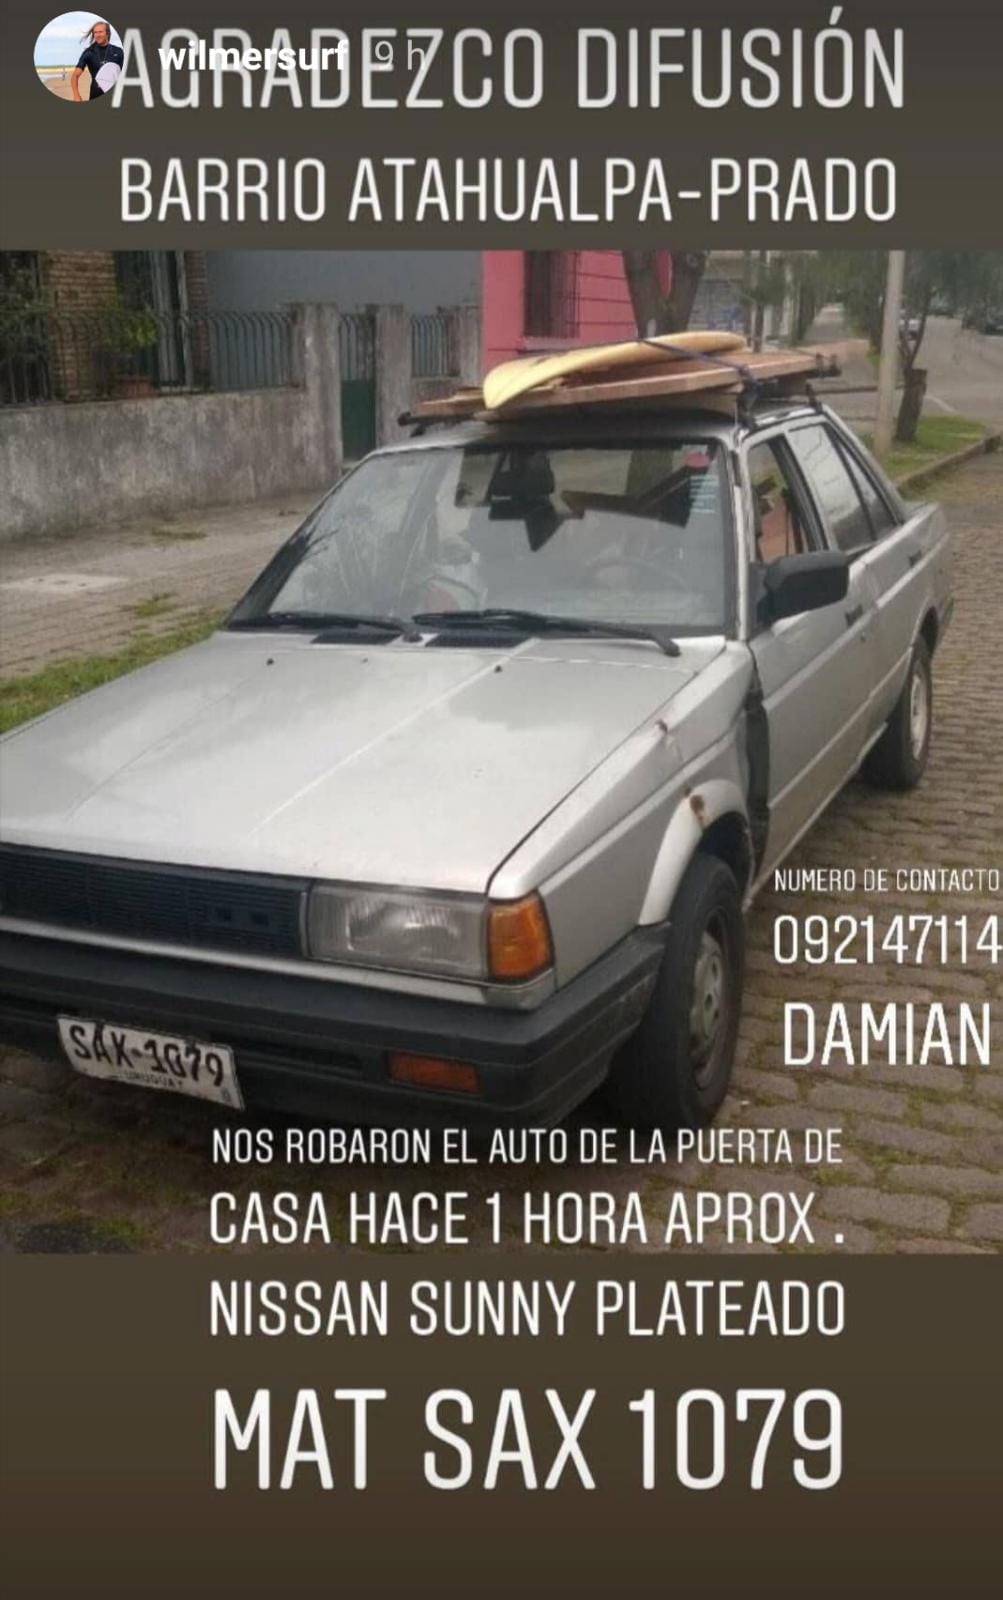 AGRADEZCO DIFUSIÓN
wilmersurf 9 h
BARRIO ATAHUALPA-PRADO
NUMERO DE CONTACTO
092147114
DAMIAN
SAX-1079
URUGUAY
NOS ROBARON EL AUTO DE LA PUERTA DE
CASA HACE 1 HORA APROX .
NISSAN SUNNY PLATEADO
MAT SAX 1079